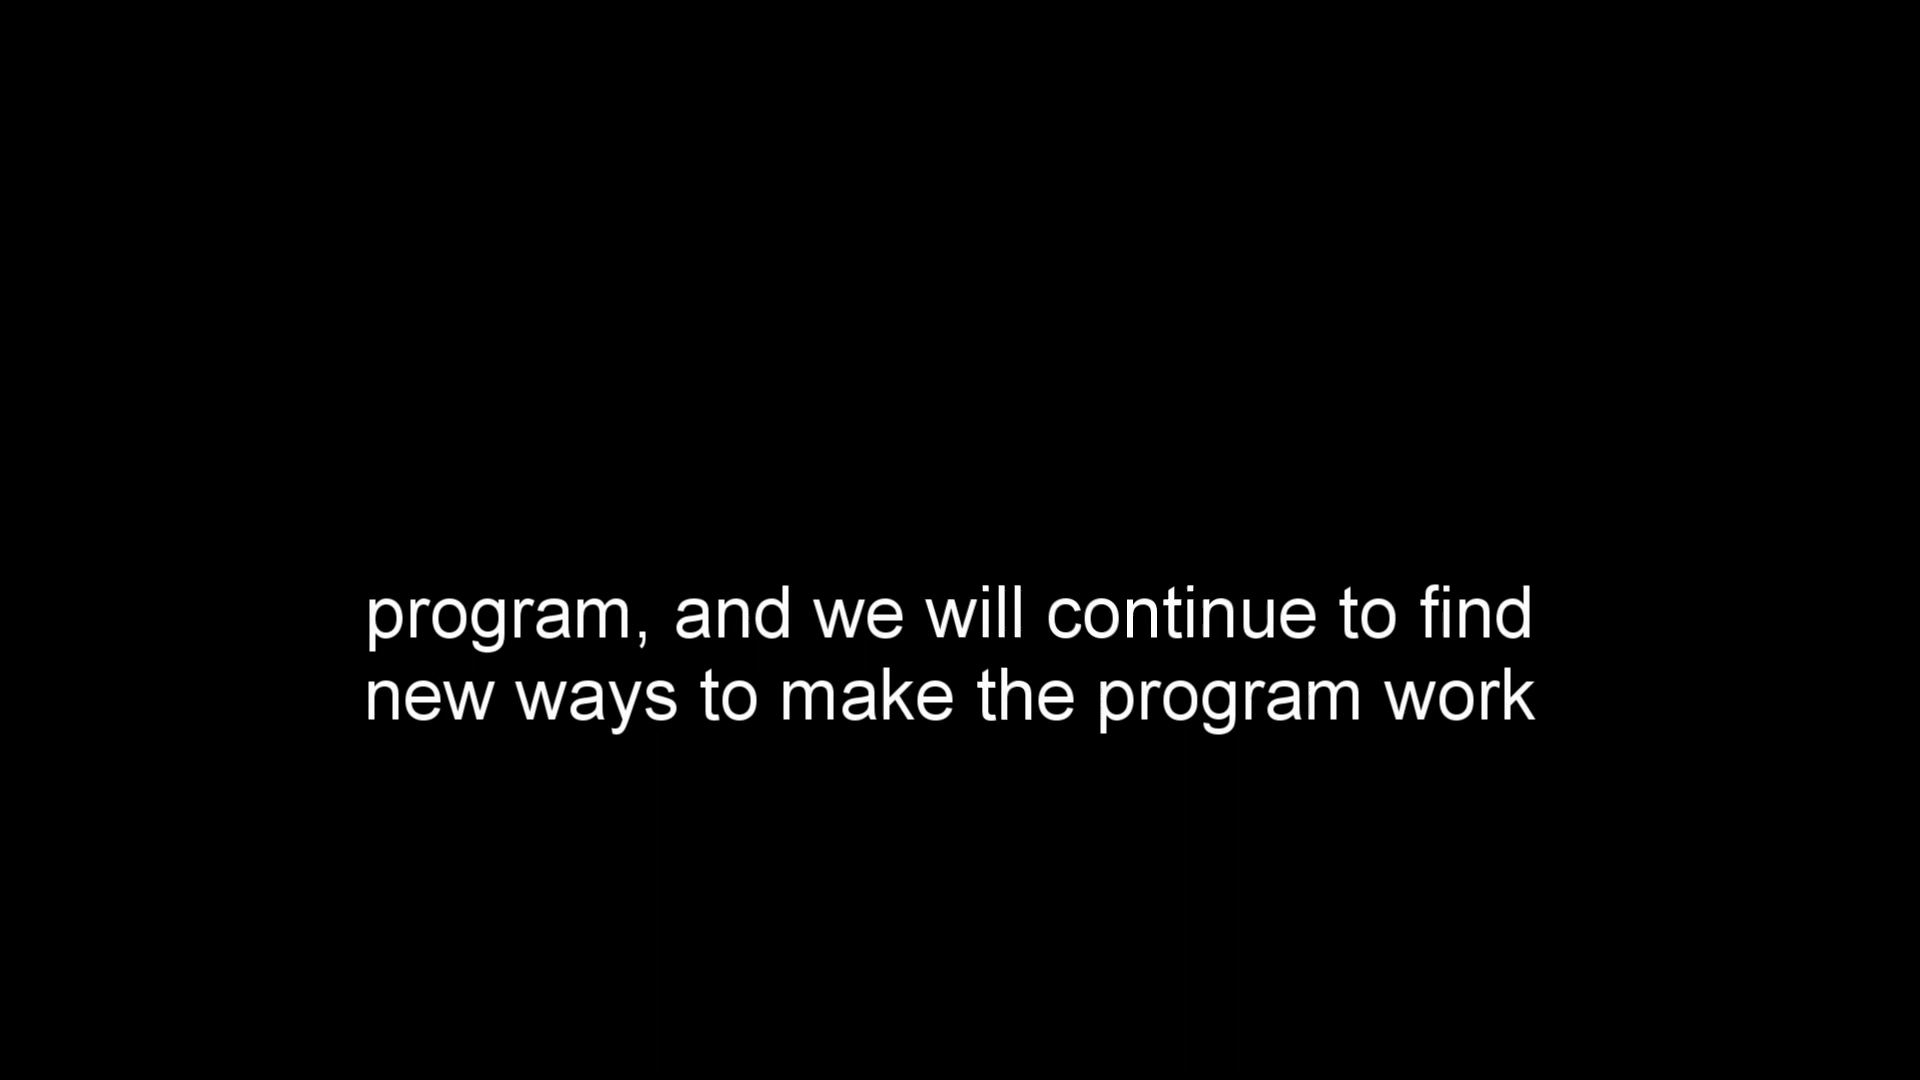 program, and we will continue to find
new ways to make the program work